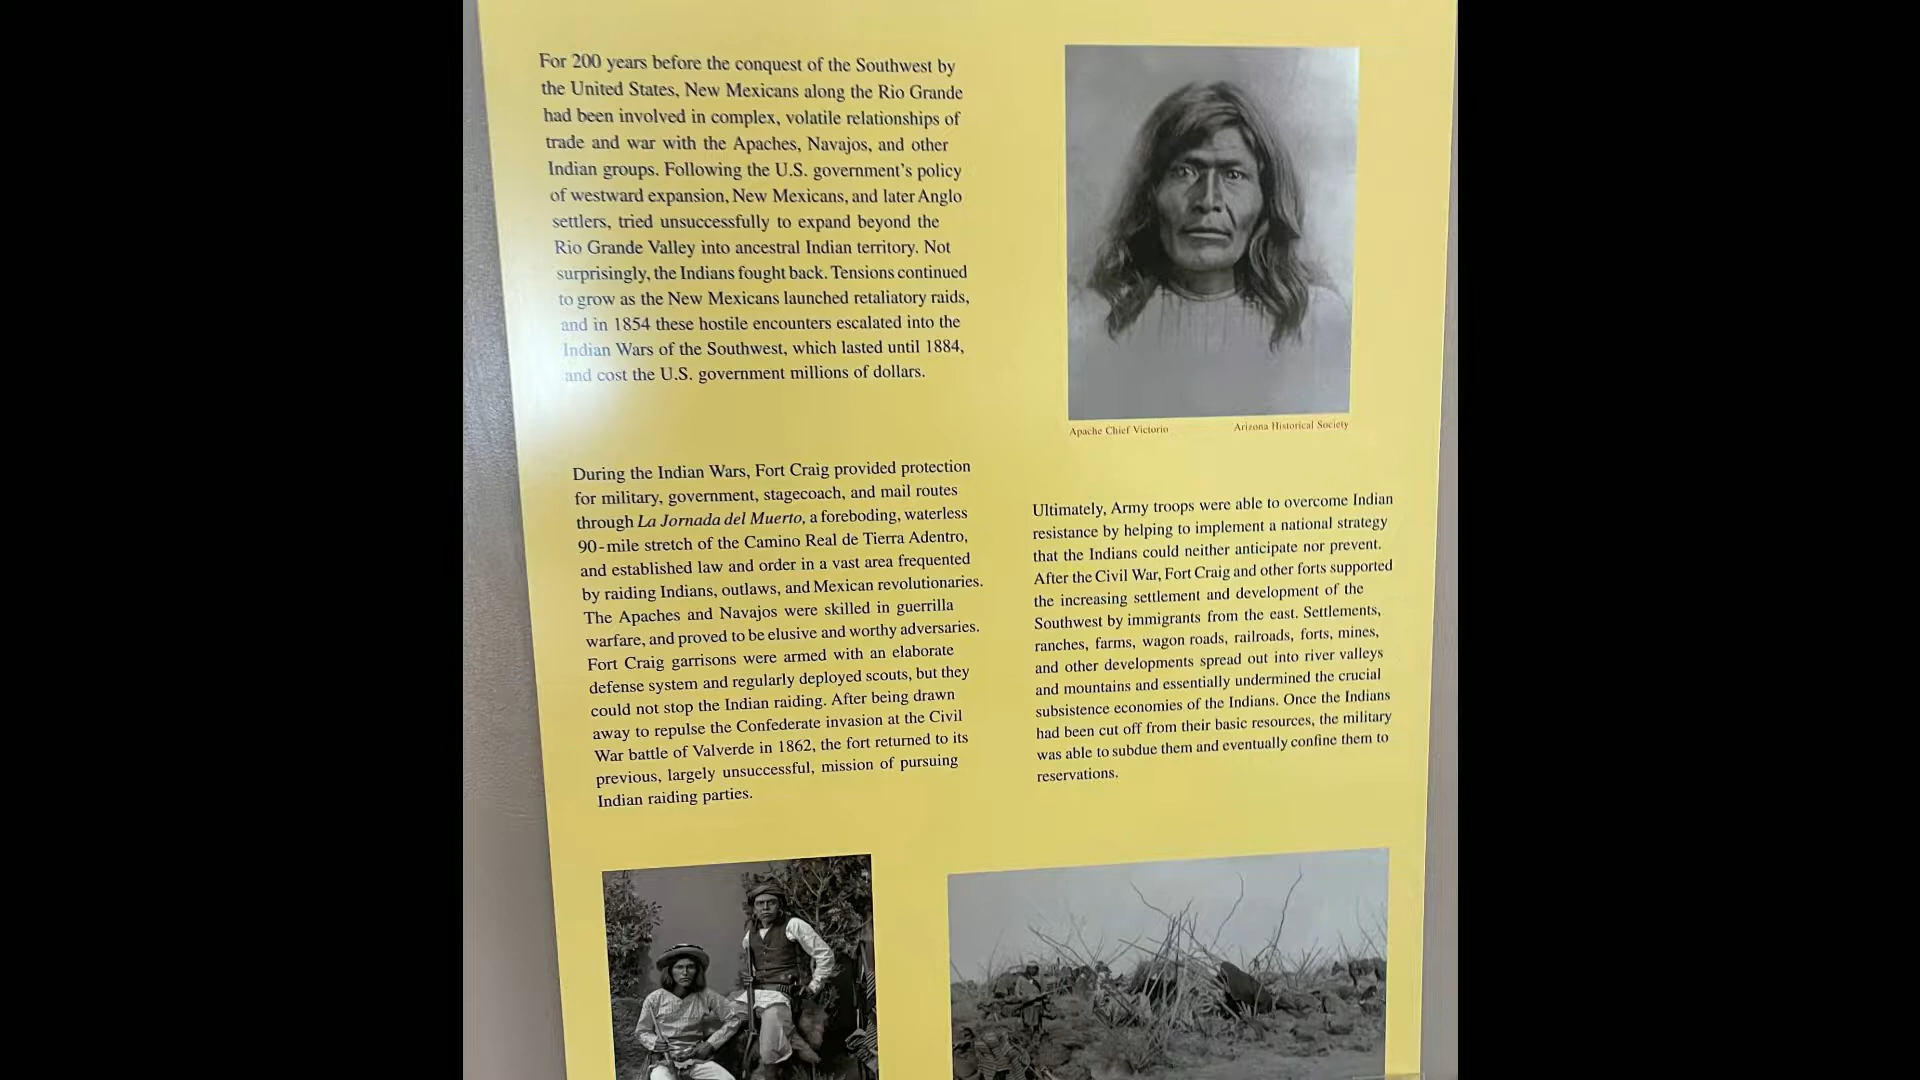 For 200 years before the conquest of the Southwest by
the United States, New Mexicans along the Rio Grande
had been involved in complex, volatile relationships of
trade and war with the Apaches, Navajos, and other
Indian groups. Following the U.S. government's policy
of westward expansion, New Mexicans, and later Anglo
settlers, tried unsuccessfully to expand beyond the
Rio Grande Valley into ancestral Indian territory. Not
surprisingly, the Indians fought back. Tensions continued
to grow as the New Mexicans launched retaliatory raids,
and in 1854 these hostile encounters escalated into the
Indian Wars of the Southwest, which lasted until 1884,
and cost the U.S. government millions of dollars.
During the Indian Wars, Fort Craig provided protection
for military, government, stagecoach, and mail routes
through La Jornada del Muerto, a foreboding, waterless
90-mile stretch of the Camino Real de Tierra Adentro,
and established law and order in a vast area frequented
by raiding Indians, outlaws, and Mexican revolutionaries.
The Apaches and Navajos were skilled in guerrilla
warfare, and proved to be elusive and worthy adversaries.
Fort Craig garrisons were armed with an elaborate
defense system and regularly deployed scouts, but they
could not stop the Indian raiding. After being drawn
away to repulse the Confederate invasion at the Civil
War battle of Valverde in 1862, the fort returned to its
previous, largely unsuccessful, mission of pursuing
Indian raiding parties.
Apache Chief Victorio Arizona Historical Society
Ultimately, Army troops were able to overcome Indian
resistance by helping to implement a national strategy
that the Indians could neither anticipate nor prevent.
After the Civil War, Fort Craig and other forts supported
the increasing settlement and development of the
Southwest by immigrants from the east. Settlements,
ranches, farms, wagon roads, railroads, forts, mines,
and other developments spread out into river valleys
and mountains and essentially undermined the crucial
subsistence economies of the Indians. Once the Indians
had been cut off from their basic resources, the military
was able to subdue them and eventually confine them to
reservations.